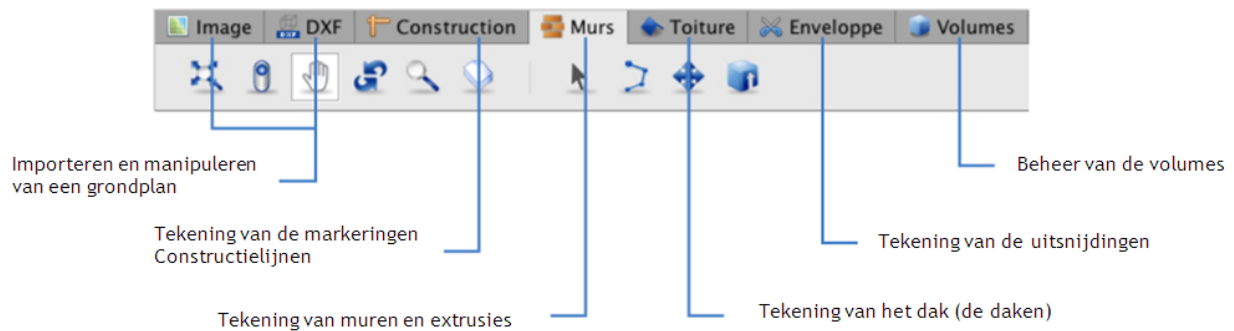 Image DXF Construction Murs Toiture Enveloppe Volumes
DXF
Importeren en manipuleren
van een grondplan
Beheer van de volumes
Tekening van de markeringen
Constructielijnen
Tekening van de uitsnijdingen
Tekening van muren en extrusies
Tekening van het dak (de daken)